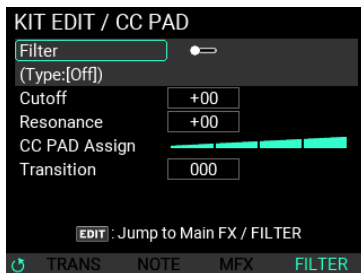 KIT EDIT / CC PAD
Filter
(Type:[Off])
Cutoff +00
Resonance +00
CC PAD Assign
Transition 000
EDIT : Jump to Main FX / FILTER
TRANS NOTE MFX FILTER